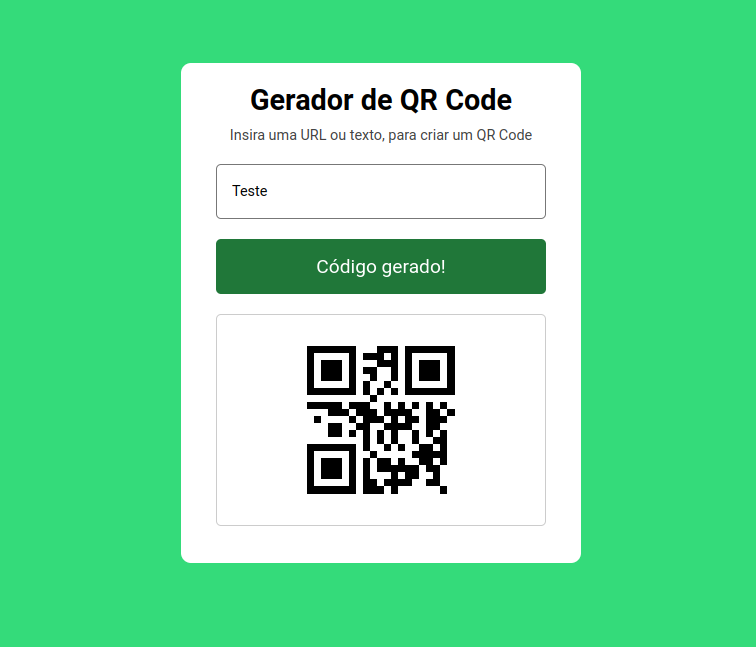 Gerador de QR Code
Insira uma URL ou texto, para criar um QR Code
Teste
Código gerado!